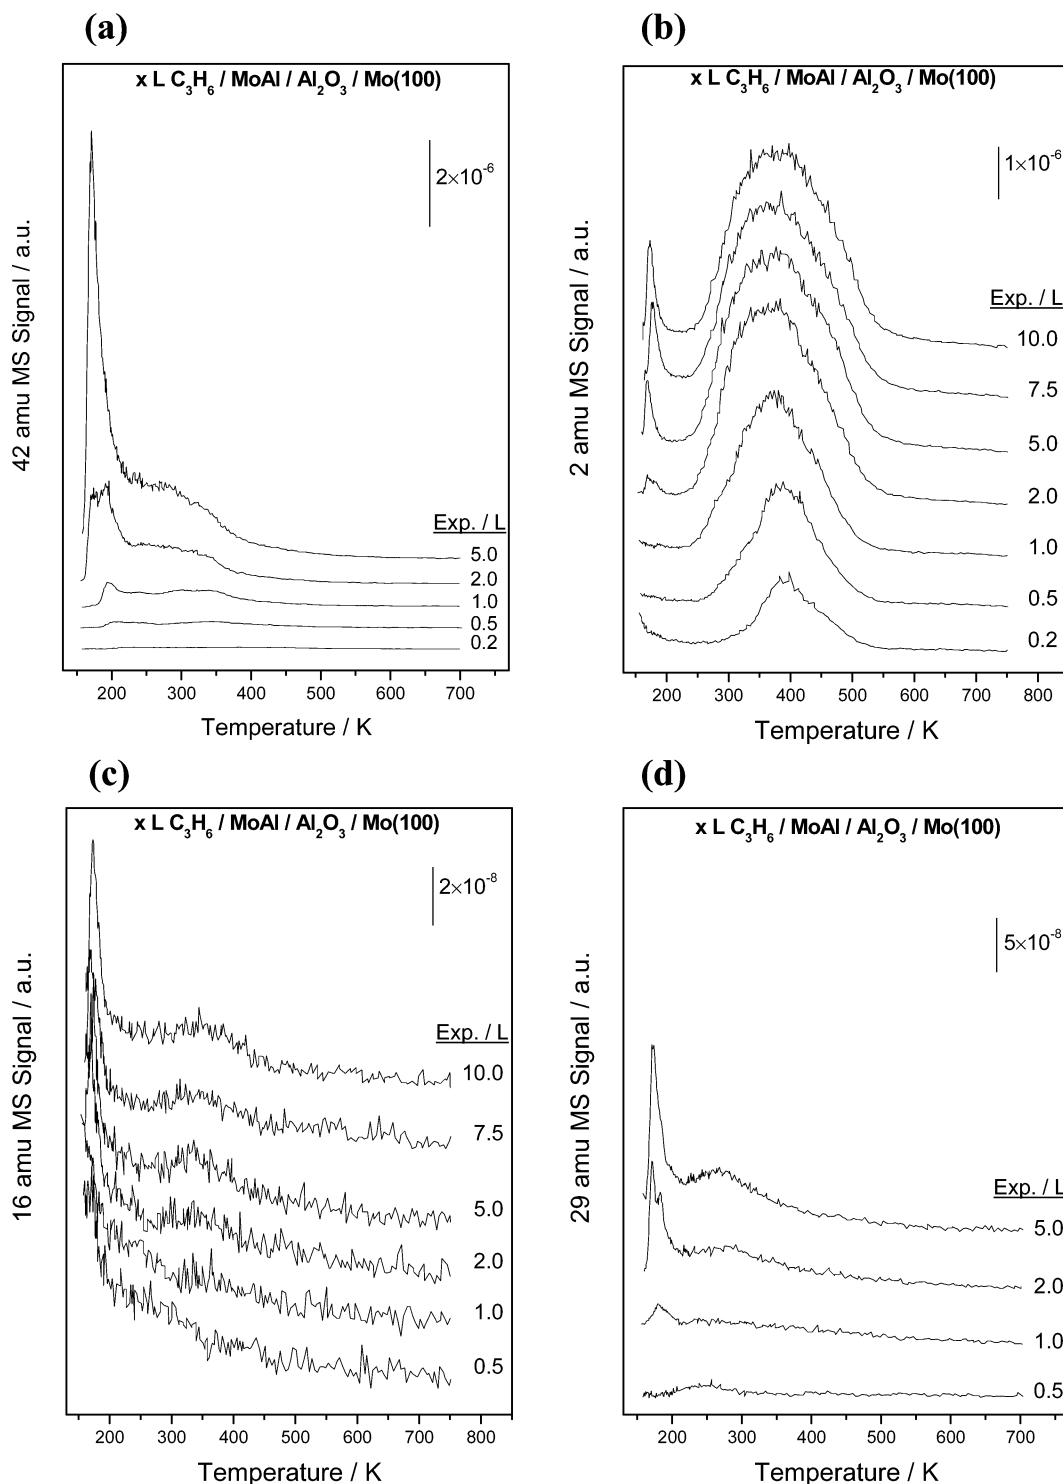 (a)
x L C₃H₆ / MoAl / Al₂O₃ / Mo(100)
2×10⁻⁶
42 amu MS Signal / a.u.
Exp. / L
5.0
2.0
1.0
0.5
0.2
200 300 400 500 600 700
Temperature / K
(b)
x L C₃H₆ / MoAl / Al₂O₃ / Mo(100)
1×10⁻⁶
2 amu MS Signal / a.u.
Exp. / L
10.0
7.5
5.0
2.0
1.0
0.5
0.2
200 300 400 500 600 700 800
Temperature / K
(c)
x L C₃H₆ / MoAl / Al₂O₃ / Mo(100)
2×10⁻⁸
16 amu MS Signal / a.u.
Exp. / L
10.0
7.5
5.0
2.0
1.0
0.5
200 300 400 500 600 700 800
Temperature / K
(d)
x L C₃H₆ / MoAl / Al₂O₃ / Mo(100)
5×10⁻⁸
29 amu MS Signal / a.u.
Exp. / L
5.0
2.0
1.0
0.5
200 300 400 500 600 700
Temperature / K